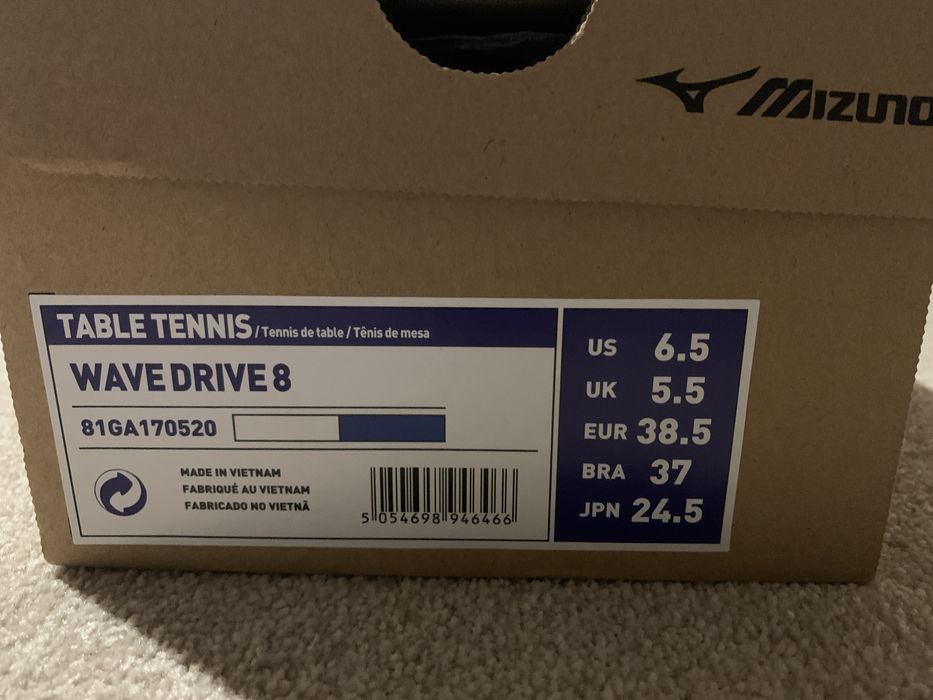 MIZUNO
TABLE TENNIS / Tennis de table / Tênis de mesa
WAVE DRIVE 8
81GA170520
MADE IN VIETNAM
FABRIQUÉ AU VIETNAM
FABRICADO NO VIETNÃ
5 054698 946466
US 6.5
UK 5.5
EUR 38.5
BRA 37
JPN 24.5